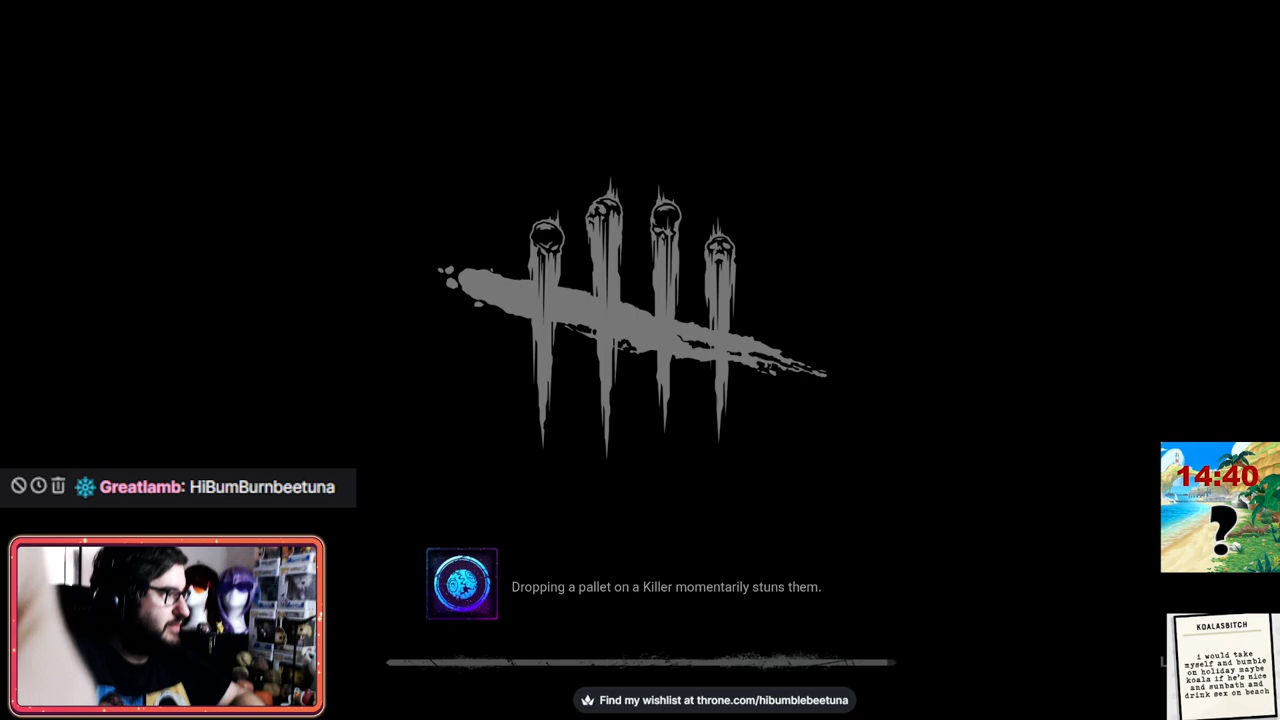 14:40
?
Greatlamb: HiBumBurnbeetuna
Dropping a pallet on a Killer momentarily stuns them.
KOALASBITCH
i would take
myself and bumble
on holiday maybe
koala if he's nice
and sunbath and
drink sex on beach
Find my wishlist at throne.com/hibumblebeetuna